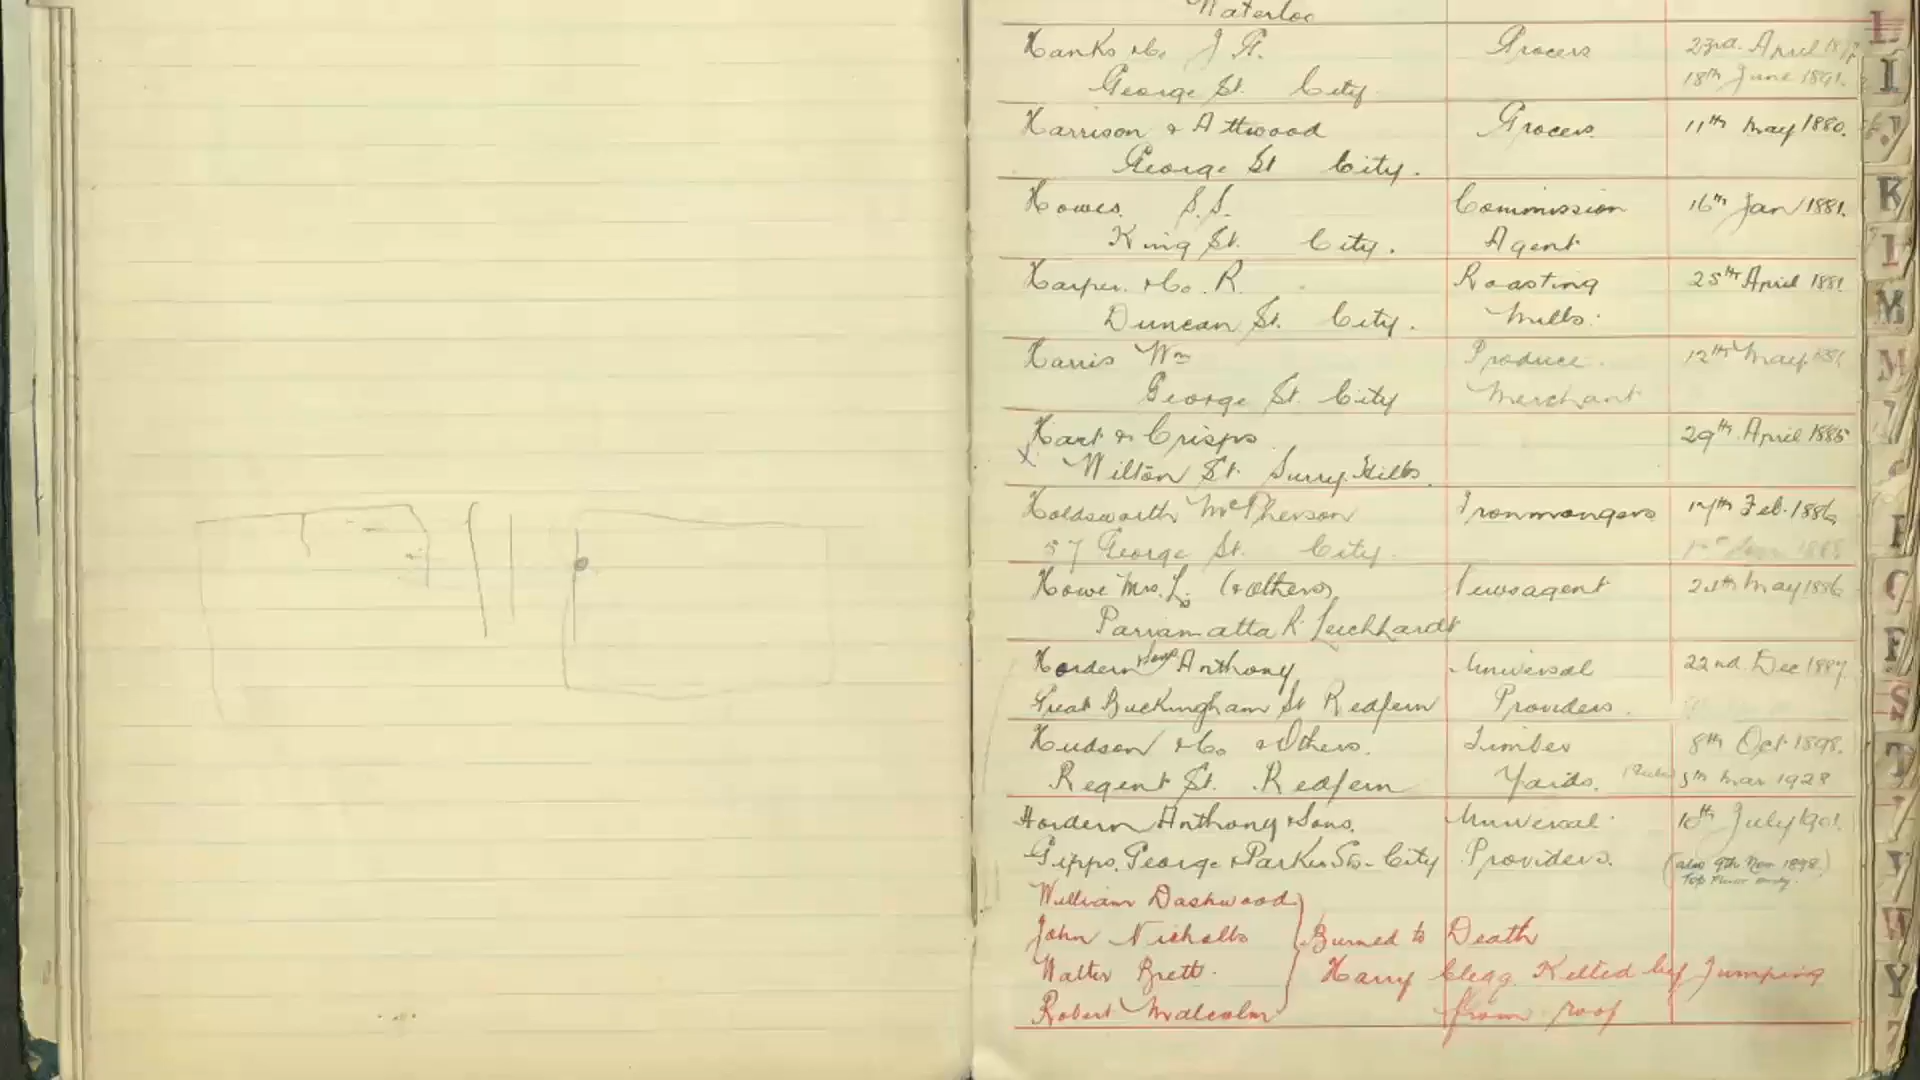 Waterloo
Hanks & Co. J G. Grocers 23rd April
George St. City 18th June 1891.
Harrison & Attwood Grocers. 11th May 1880.
George St City.
Howes. S.S. Commission 16th Jan 1881.
King St. City. Agent
Harper. & Co. R. Roasting 25th April 1881
Duncan St. City. Mills.
Harris Wm Produce. 12th May
George St. City Merchant
Hart & Crisps 29th April 1885
X Wilton St. Surry Hills.
Holdsworth McPherson Ironmongers 17th Feb. 1886
57 George St. City. 1888
Howe Mrs. L. (& others) Newsagent May 1886
Parramatta R. Leichhardt
Hordern & Sons Anthony Universal 22nd Dec 1887
Great Buckingham St Redfern Providers.
Hudson & Co & Others. Timber 8th Oct 1898.
Regent St. Redfern Yards. 5th Mar 1928
Hordern Anthony & Sons. Universal 10th July 1901.
Gipps, George & Parker Sts. City Providers. (also 9th Nov 1898.)
Top Floor only.
William Dashwood
John Nicholls Burned to Death
Walter Brett. Harry Clegg Killed by Jumping
Robert Malcolm from roof
L
I
J
K
L
M
M
P
S
T
V
W
Y
Z